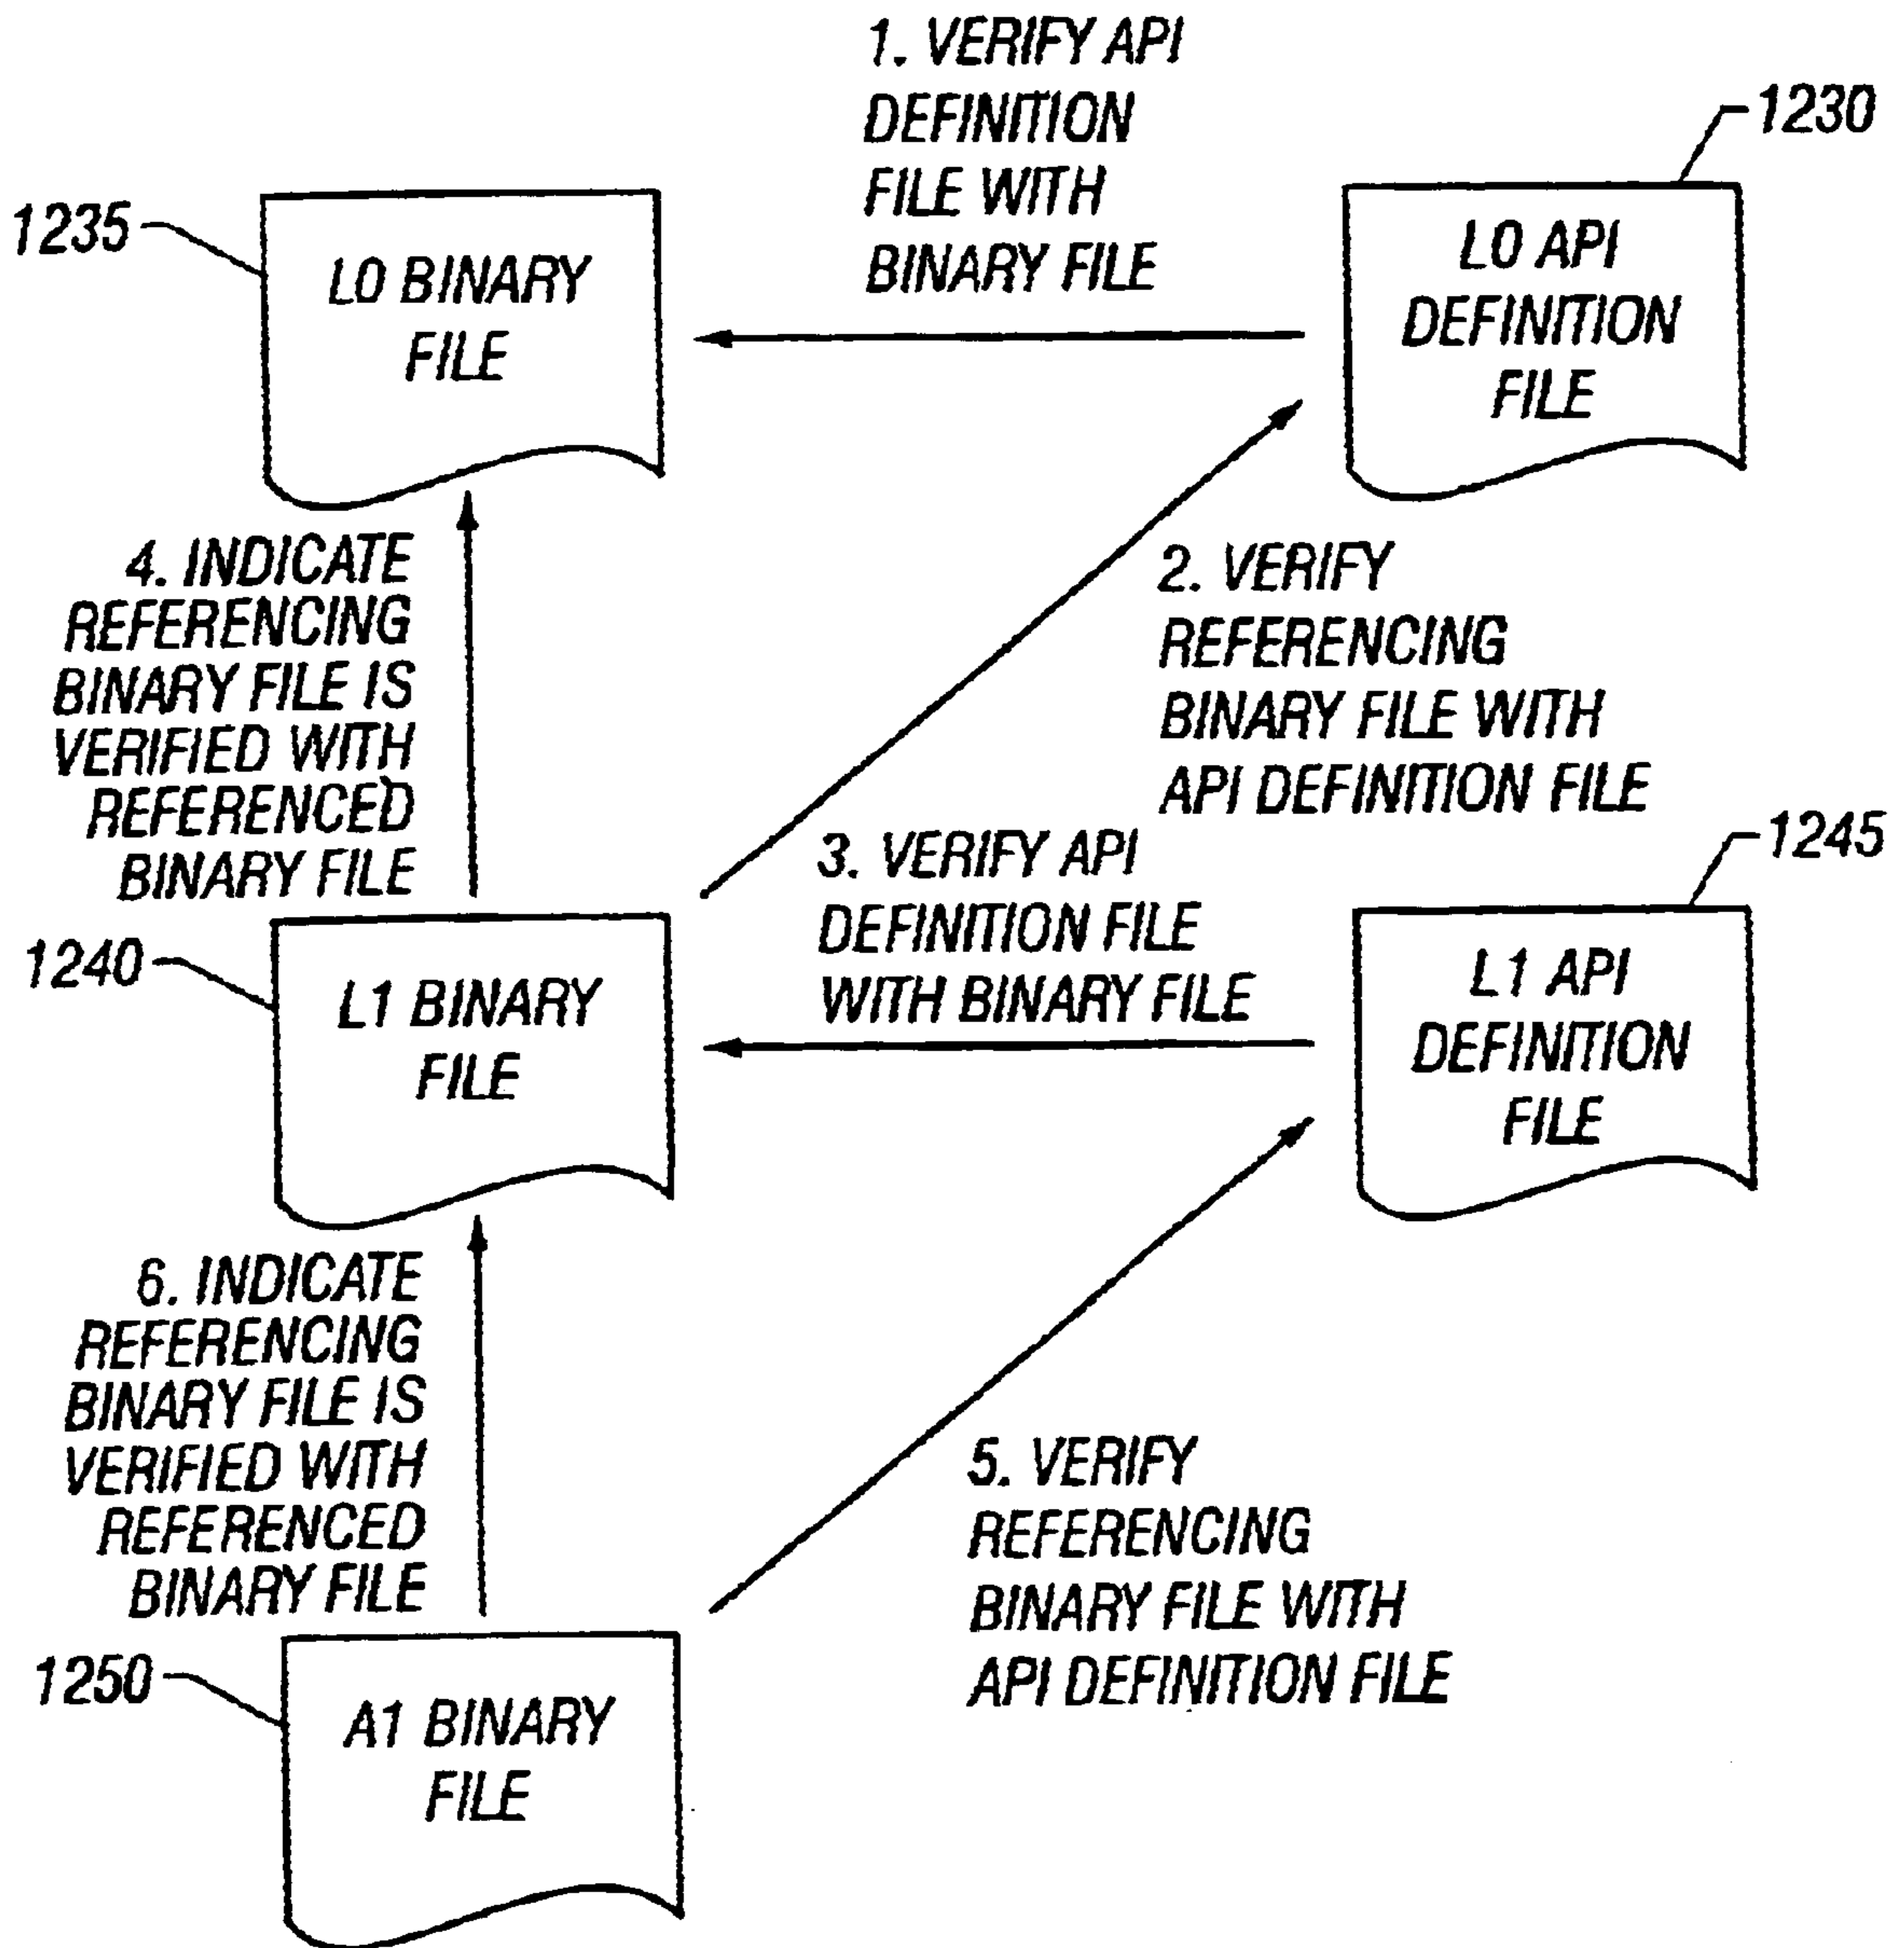 1. VERIFY API
DEFINITION
FILE WITH
BINARY FILE
1230
1235
L0 BINARY
FILE
L0 API
DEFINITION
FILE
4. INDICATE
REFERENCING
BINARY FILE IS
VERIFIED WITH
REFERENCED
BINARY FILE
2. VERIFY
REFERENCING
BINARY FILE WITH
API DEFINITION FILE
3. VERIFY API
DEFINITION FILE
WITH BINARY FILE
1245
1240
L1 BINARY
FILE
L1 API
DEFINITION
FILE
6. INDICATE
REFERENCING
BINARY FILE IS
VERIFIED WITH
REFERENCED
BINARY FILE
5. VERIFY
REFERENCING
BINARY FILE WITH
API DEFINITION FILE
1250
A1 BINARY
FILE